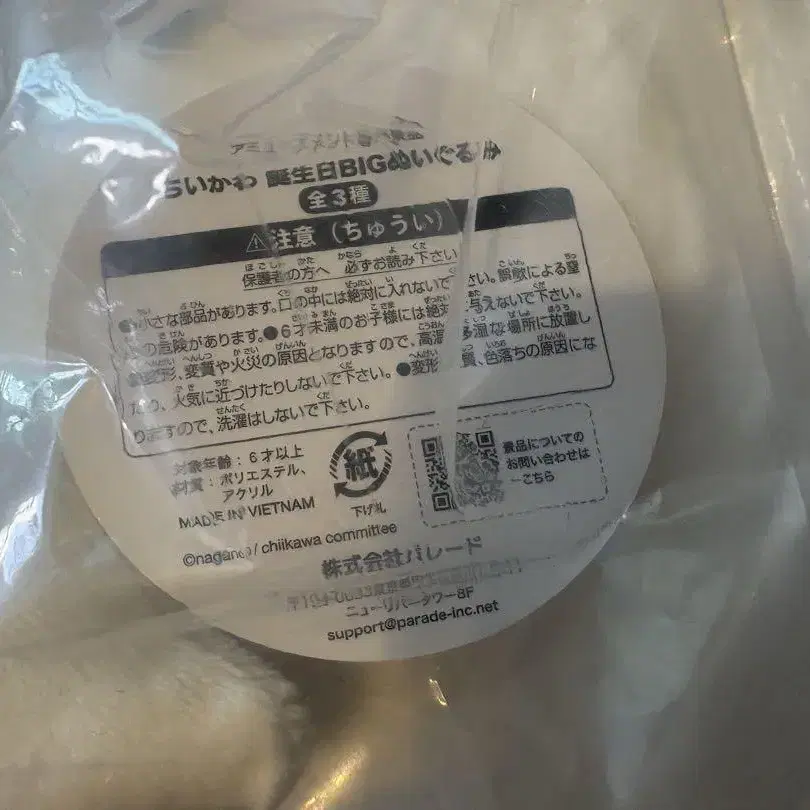 ちいかわ 誕生日BIGぬいぐるみ
全3種
⚠注意(ちゅうい)
保護者の方へ 必ずお読み下さい
●小さな部品があります。口の中には絶対に入れないで さい。誤飲による窒
の危険があります。●6才未満のお子様には絶対 与えないで下さい。
変形、変質や火災の原因となりますので、高温 多湿な場所に放置し
たり、火気に近づけたりしないで下さい。●変形 質、色落ちの原因にな
りますので、洗濯はしないで下さい。
対象年齢:6才以上
材質:ポリエステル、
アクリル
MADE IN VIETNAM
紙
下げ札
景品についての
お問い合わせは
こちら
©nagano / chiikawa committee
株式会社パレード
ニューリバータワー8F
support@parade-inc.net